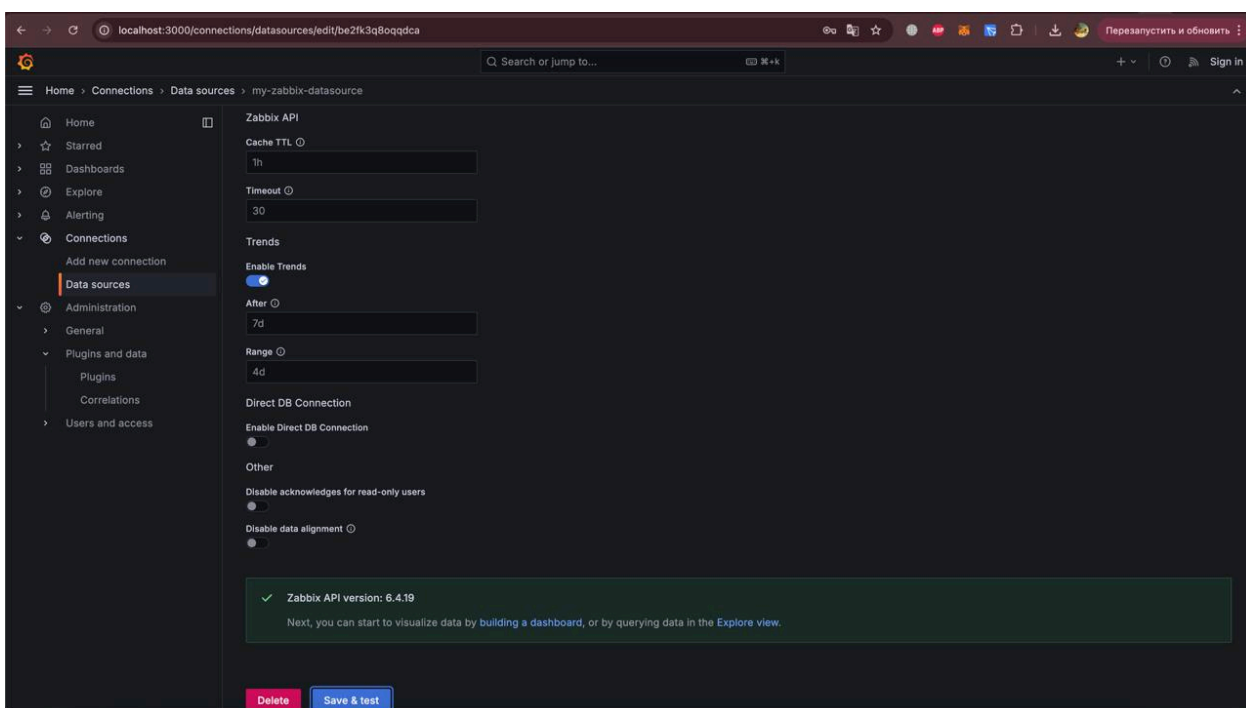 localhost:3000/connections/datasources/edit/be2fk3q8oqqdca
Перезапустить и обновить
Search or jump to...
⌘+k
Sign in
Home › Connections › Data sources › my-zabbix-datasource
Home
Starred
Dashboards
Explore
Alerting
Connections
Add new connection
Data sources
Administration
General
Plugins and data
Plugins
Correlations
Users and access
Zabbix API
Cache TTL
1h
Timeout
30
Trends
Enable Trends
After
7d
Range
4d
Direct DB Connection
Enable Direct DB Connection
Other
Disable acknowledges for read-only users
Disable data alignment
Zabbix API version: 6.4.19
Next, you can start to visualize data by building a dashboard, or by querying data in the Explore view.
Delete
Save & test